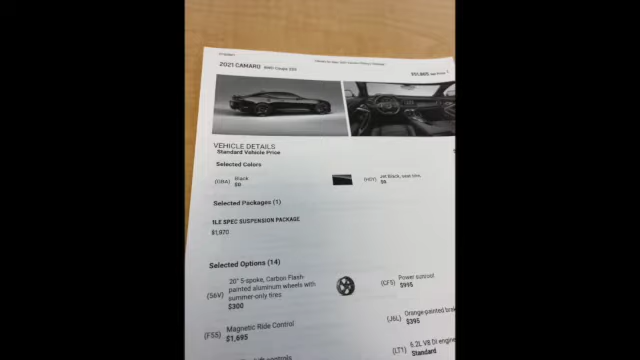 2021 CAMARO
VEHICLE DETAILS
Standard Vehicle Price
Selected Colors
(GBA) Black
$0
Jet Black, seat trim,
$0
Selected Packages (1)
1LE SPEC SUSPENSION PACKAGE
$1,970
Selected Options (14)
(56V) 20" 5-spoke, Carbon Flash-
painted aluminum wheels with
summer-only tires
$300
(CF5) Power sunroof
$995
(F55) Magnetic Ride Control
$1,695
(J6L) Orange-painted brak
$395
(LT1) 6.2L V8 DI engine
Standard